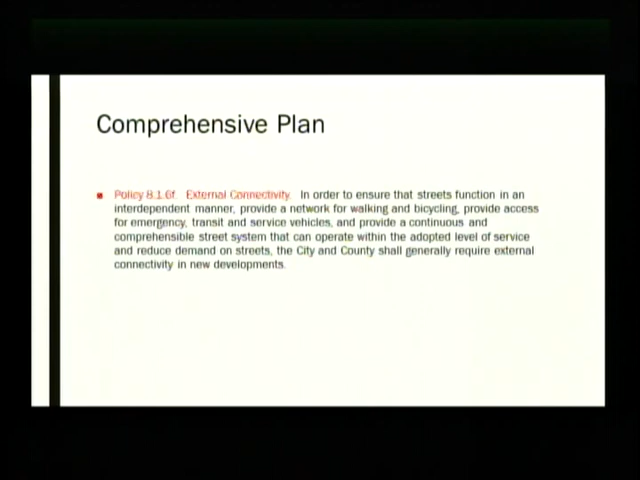 Comprehensive Plan
Policy 8.1.6f. External Connectivity. In order to ensure that streets function in an
interdependent manner, provide a network for walking and bicycling, provide access
for emergency, transit and service vehicles, and provide a continuous and
comprehensible street system that can operate within the adopted level of service
and reduce demand on streets, the City and County shall generally require external
connectivity in new developments.